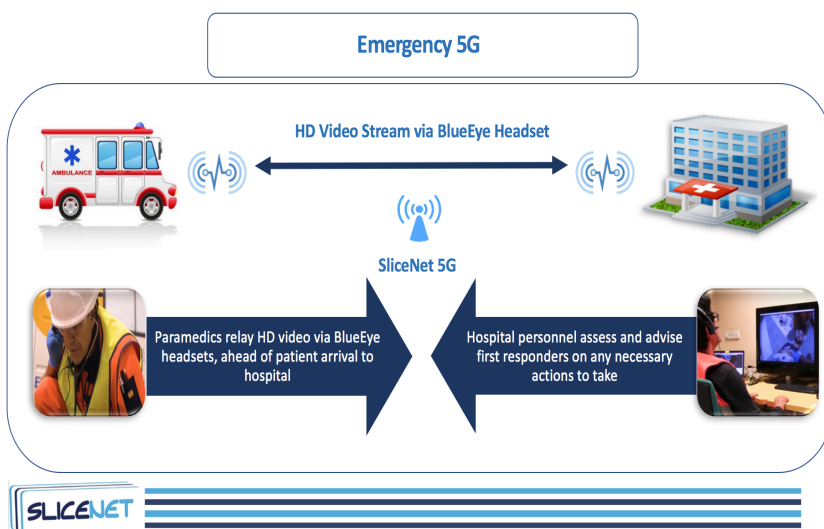 Emergency 5G
HD Video Stream via BlueEye Headset
AMBULANCE
SliceNet 5G
Paramedics relay HD video via BlueEye
headsets, ahead of patient arrival to
hospital
Hospital personnel assess and advise
first responders on any necessary
actions to take
SLICENET